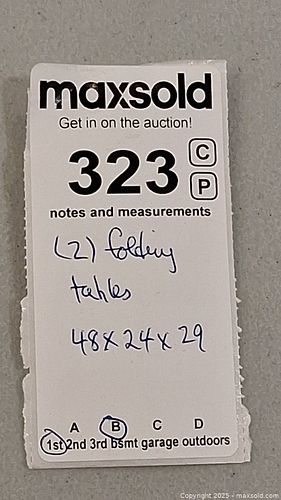 maxsold
Get in on the auction!
323 C
P
notes and measurements
(2) folding
tables
48x24x29
A B C D
1st 2nd 3rd bsmt garage outdoors
Copyright 2025 - maxsold.com